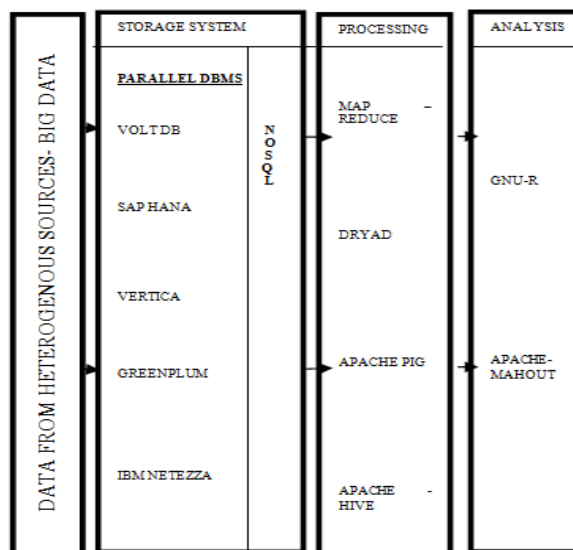 DATA FROM HETEROGENOUS SOURCES- BIG DATA
STORAGE SYSTEM
PARALLEL DBMS
VOLT DB
SAP HANA
VERTICA
GREENPLUM
IBM NETEZZA
NOSQL
PROCESSING
MAP –
REDUCE
DRYAD
APACHE PIG
APACHE -
HIVE
ANALYSIS
GNU-R
APACHE-
MAHOUT